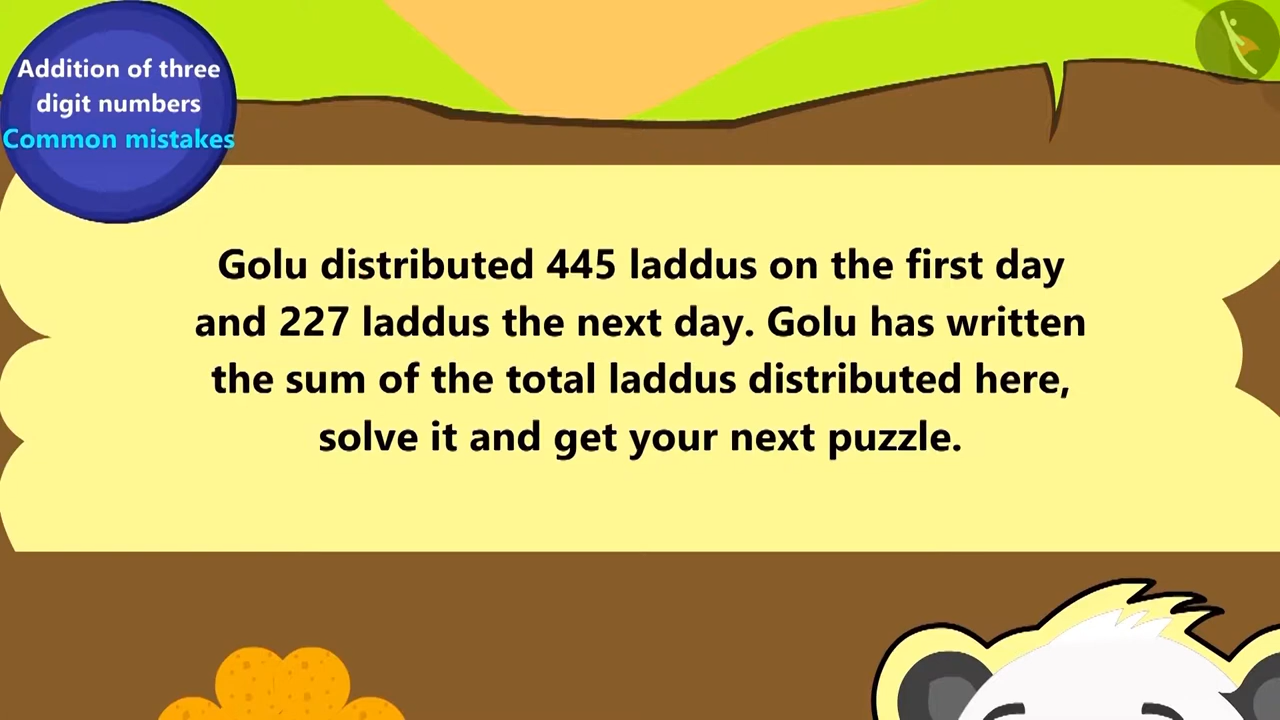 Addition of three
digit numbers
Common mistakes
Golu distributed 445 laddus on the first day
and 227 laddus the next day. Golu has written
the sum of the total laddus distributed here,
solve it and get your next puzzle.